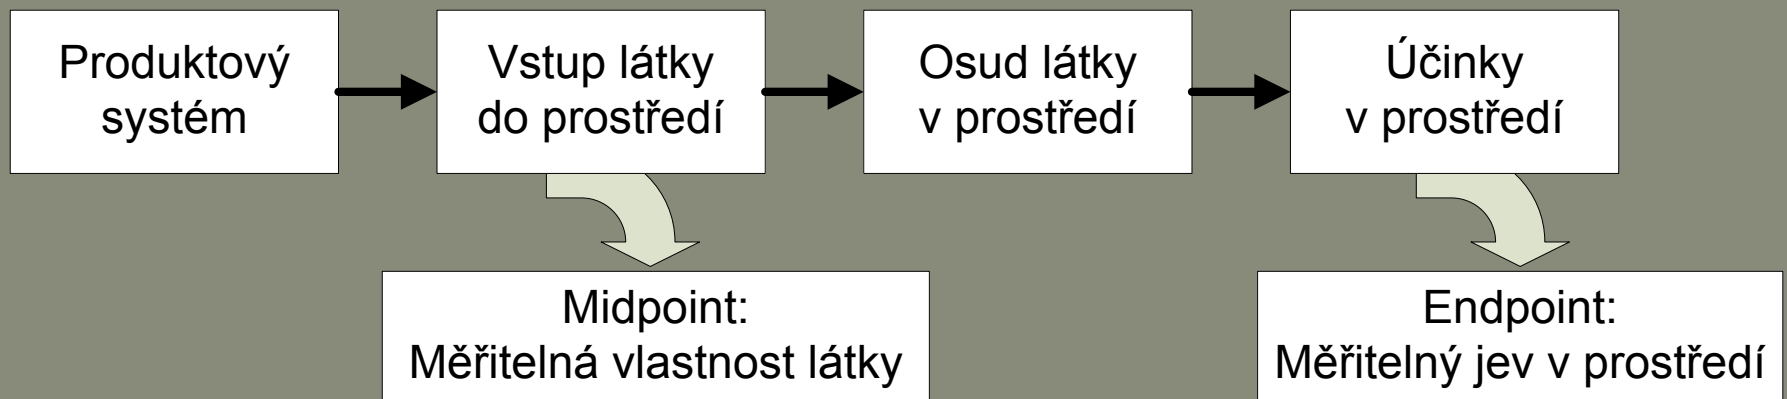 Produktový
systém
Vstup látky
do prostředí
Osud látky
v prostředí
Účinky
v prostředí
Midpoint:
Měřitelná vlastnost látky
Endpoint:
Měřitelný jev v prostředí